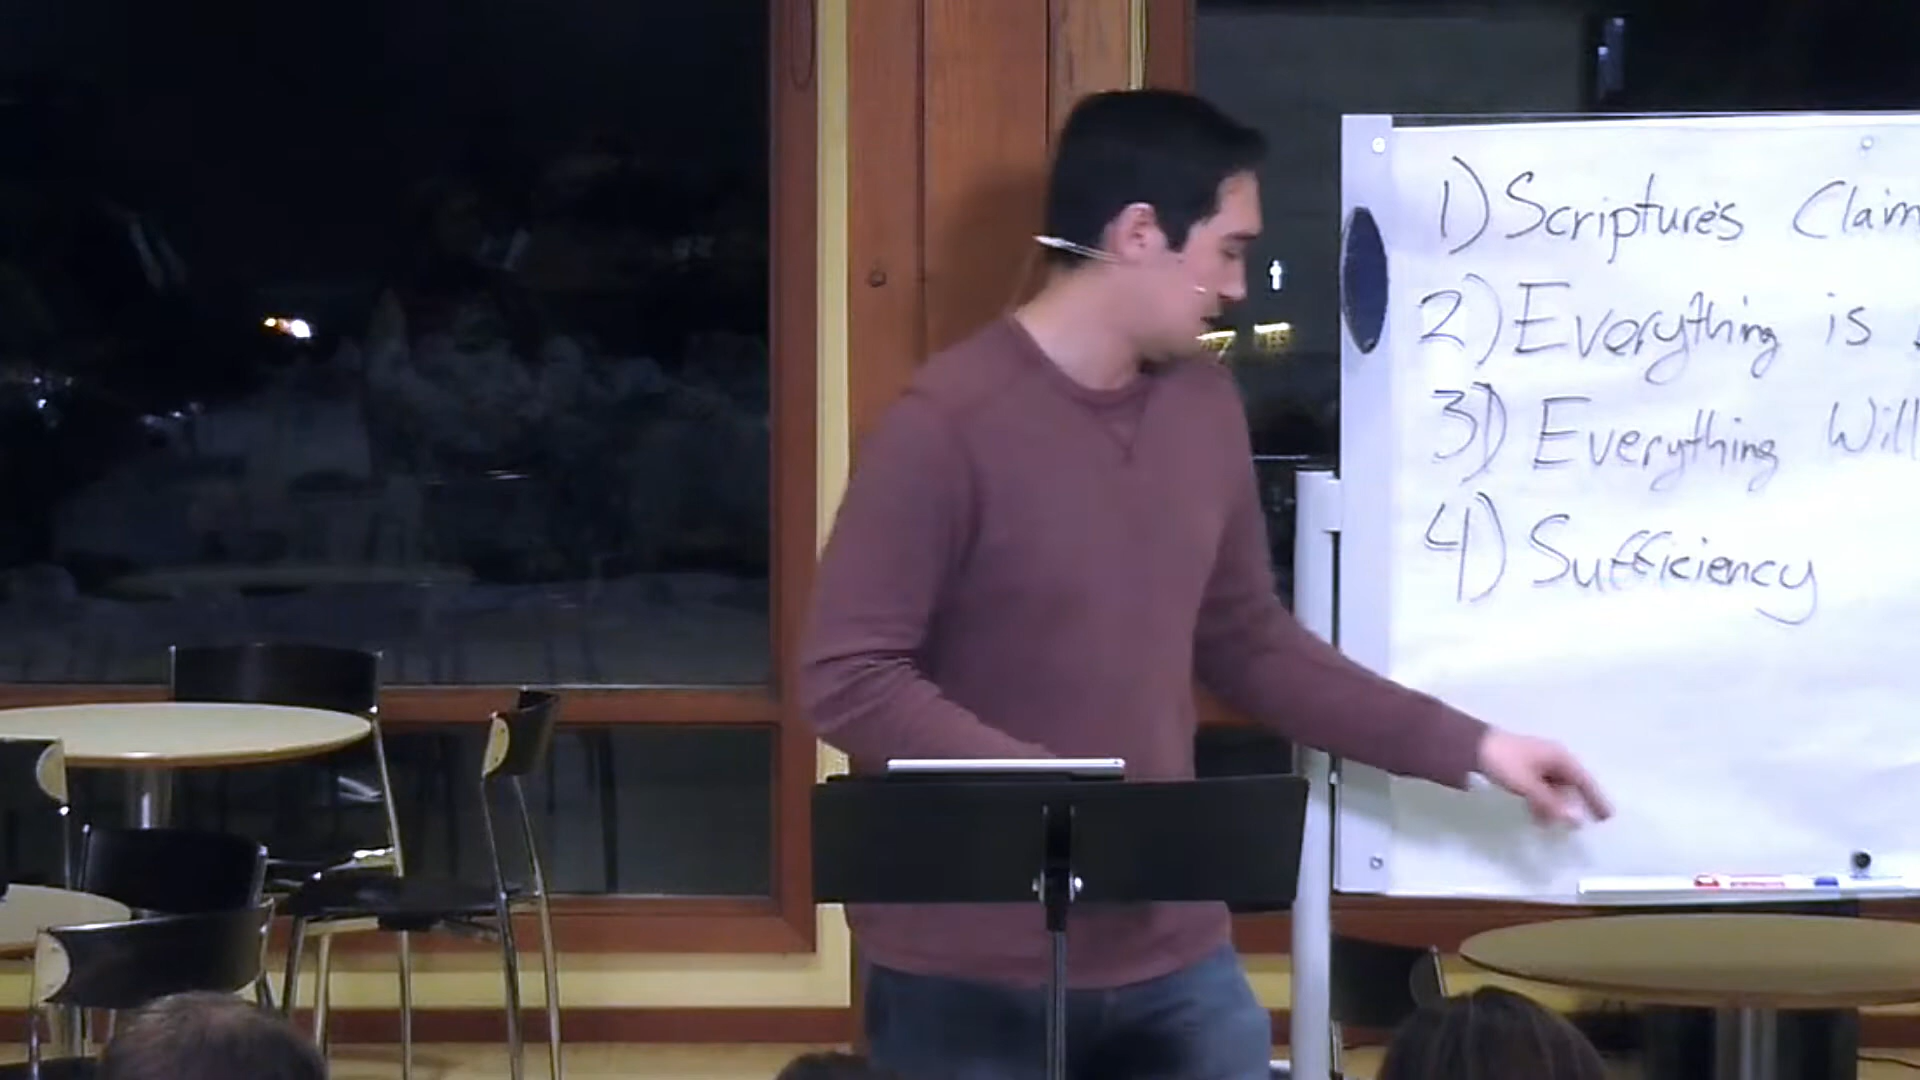 1) Scripture's Claim
2) Everything is
3) Everything Will
4) Sufficiency